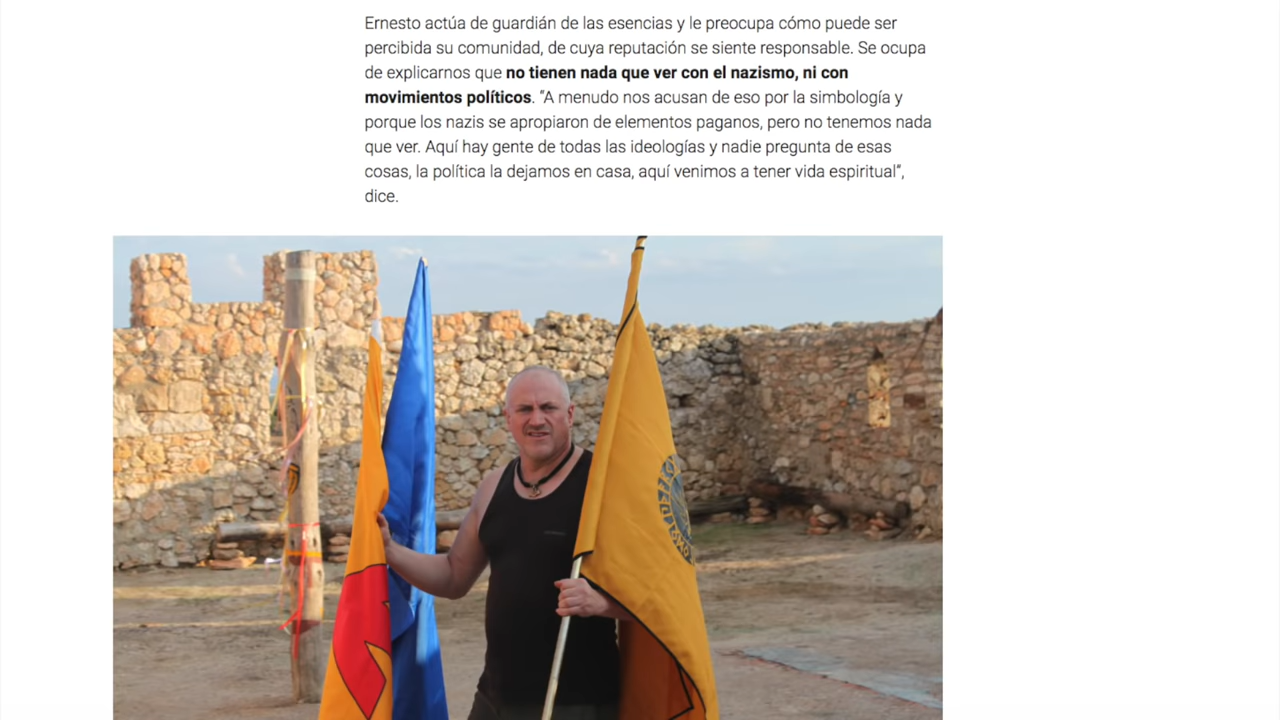 Ernesto actúa de guardián de las esencias y le preocupa cómo puede ser
percibida su comunidad, de cuya reputación se siente responsable. Se ocupa
de explicarnos que no tienen nada que ver con el nazismo, ni con
movimientos políticos. “A menudo nos acusan de eso por la simbología y
porque los nazis se apropiaron de elementos paganos, pero no tenemos nada
que ver. Aquí hay gente de todas las ideologías y nadie pregunta de esas
cosas, la política la dejamos en casa, aquí venimos a tener vida espiritual“,
dice.